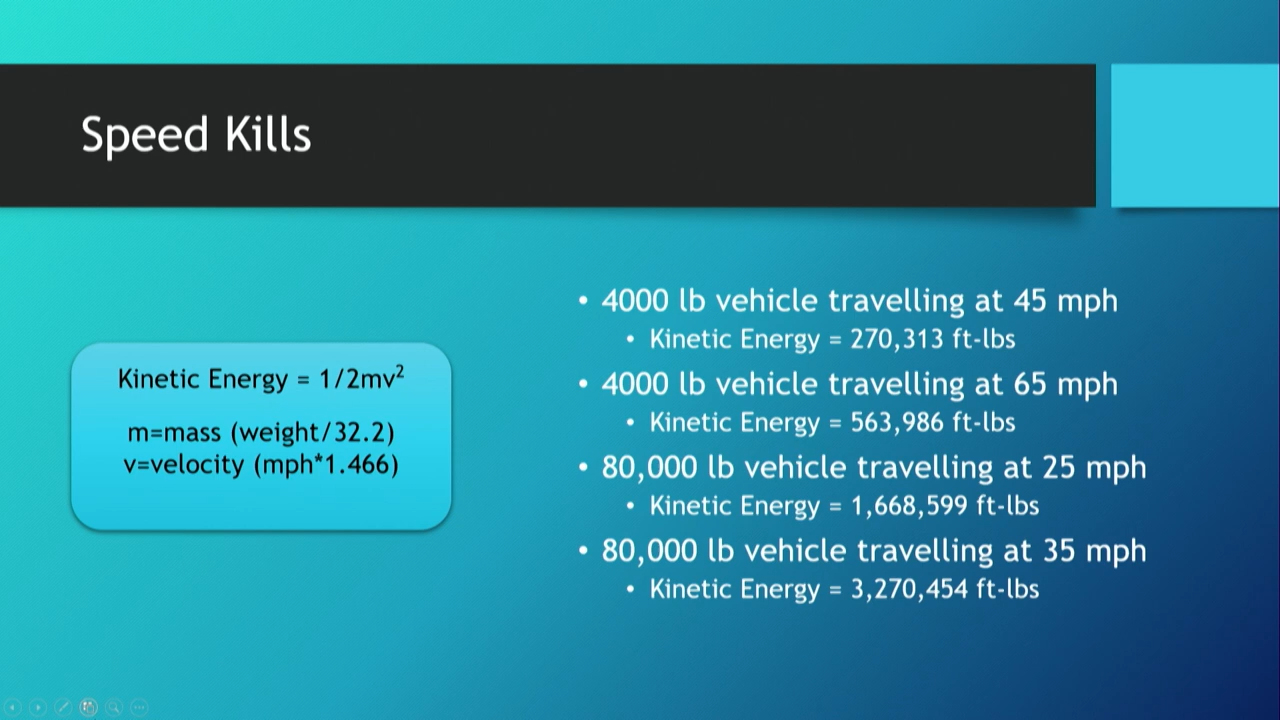 Speed Kills
Kinetic Energy = 1/2mv²
m=mass (weight/32.2)
v=velocity (mph*1.466)
• 4000 lb vehicle travelling at 45 mph
• Kinetic Energy = 270,313 ft-lbs
• 4000 lb vehicle travelling at 65 mph
• Kinetic Energy = 563,986 ft-lbs
• 80,000 lb vehicle travelling at 25 mph
• Kinetic Energy = 1,668,599 ft-lbs
• 80,000 lb vehicle travelling at 35 mph
• Kinetic Energy = 3,270,454 ft-lbs